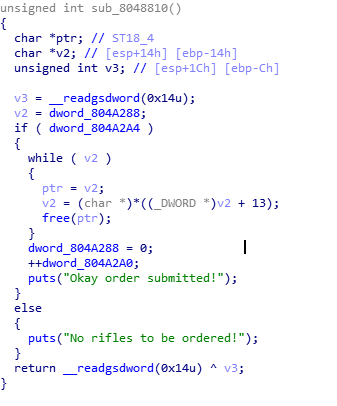 unsigned int sub_8048810()
{
char *ptr; // ST18_4
char *v2; // [esp+14h] [ebp-14h]
unsigned int v3; // [esp+1Ch] [ebp-Ch]
v3 = __readgsdword(0x14u);
v2 = dword_804A288;
if ( dword_804A2A4 )
{
while ( v2 )
{
ptr = v2;
v2 = (char *)*((_DWORD *)v2 + 13);
free(ptr);
}
dword_804A288 = 0;
++dword_804A2A0;
puts("Okay order submitted!");
}
else
{
puts("No rifles to be ordered!");
}
return __readgsdword(0x14u) ^ v3;
}